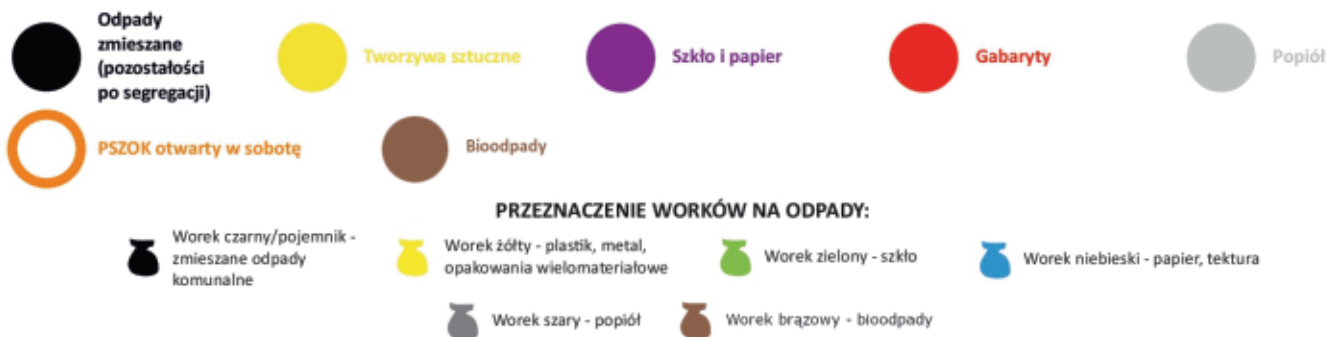 Odpady
zmieszane
(pozostałości
po segregacji)
Tworzywa sztuczne
Szkło i papier
Gabaryty
Popiół
PSZOK otwarty w sobotę
Bioodpady
PRZEZNACZENIE WORKÓW NA ODPADY:
Worek czarny/pojemnik -
zmieszane odpady
komunalne
Worek żółty - plastik, metal,
opakowania wielomateriałowe
Worek zielony - szkło
Worek niebieski - papier, tektura
Worek szary - popiół
Worek brązowy - bioodpady